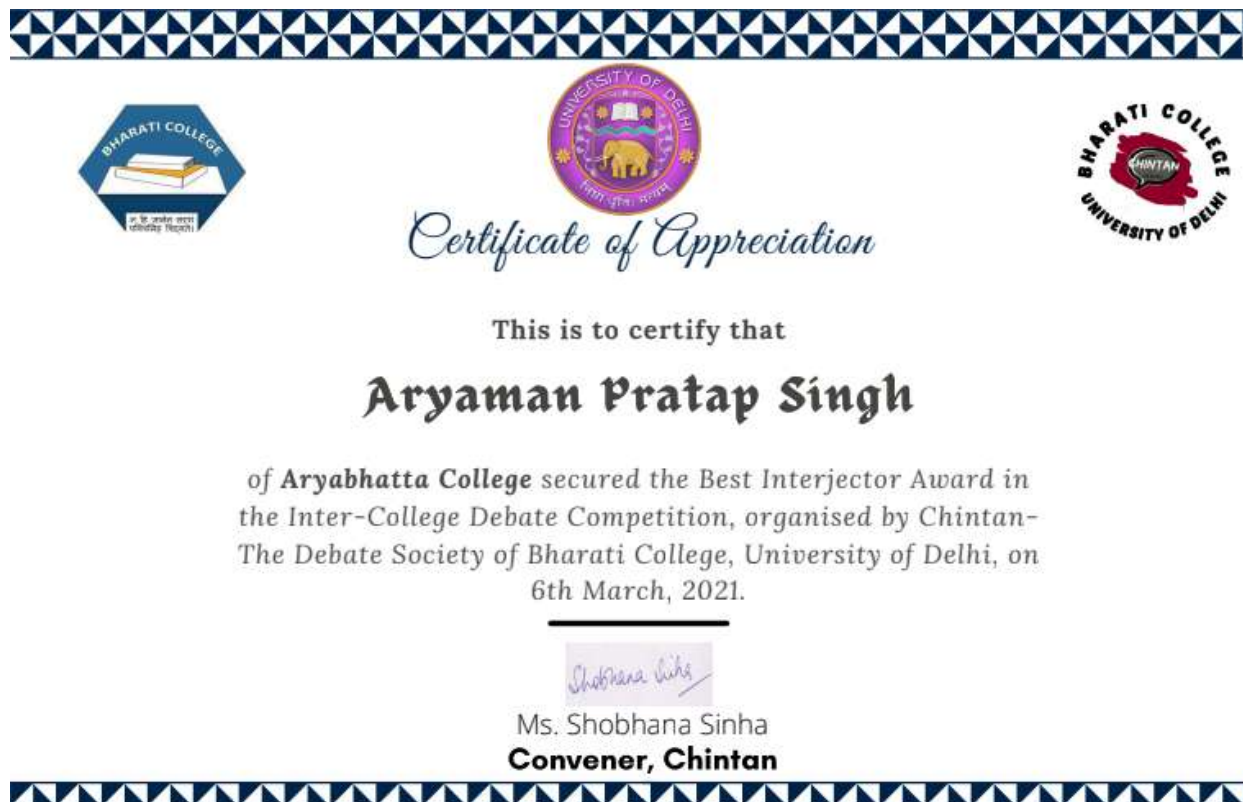 UNIVERSITY OF DELHI
BHARATI COLLEGE
BHARATI COLLEGE
CHINTAN
UNIVERSITY OF DELHI
Certificate of Appreciation
This is to certify that
Aryaman Pratap Singh
of Aryabhatta College secured the Best Interjector Award in
the Inter-College Debate Competition, organised by Chintan-
The Debate Society of Bharati College, University of Delhi, on
6th March, 2021.
Shobhana Sinha
Ms. Shobhana Sinha
Convener, Chintan